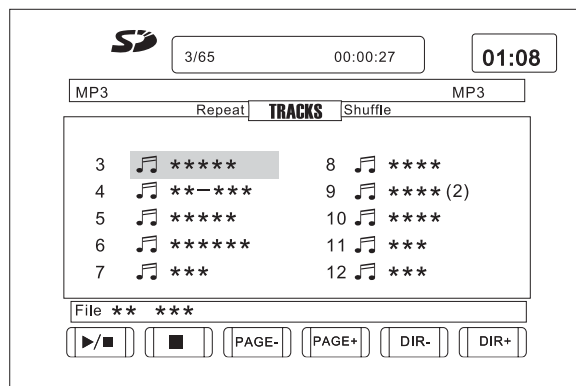 SD
3/65 00:00:27
01:08
MP3 MP3
Repeat TRACKS Shuffle
3 ***** 8 ****
4 **-*** 9 ****(2)
5 ***** 10 ****
6 ****** 11 ***
7 *** 12 ***
File ** ***
▶/■ ■ PAGE- PAGE+ DIR- DIR+